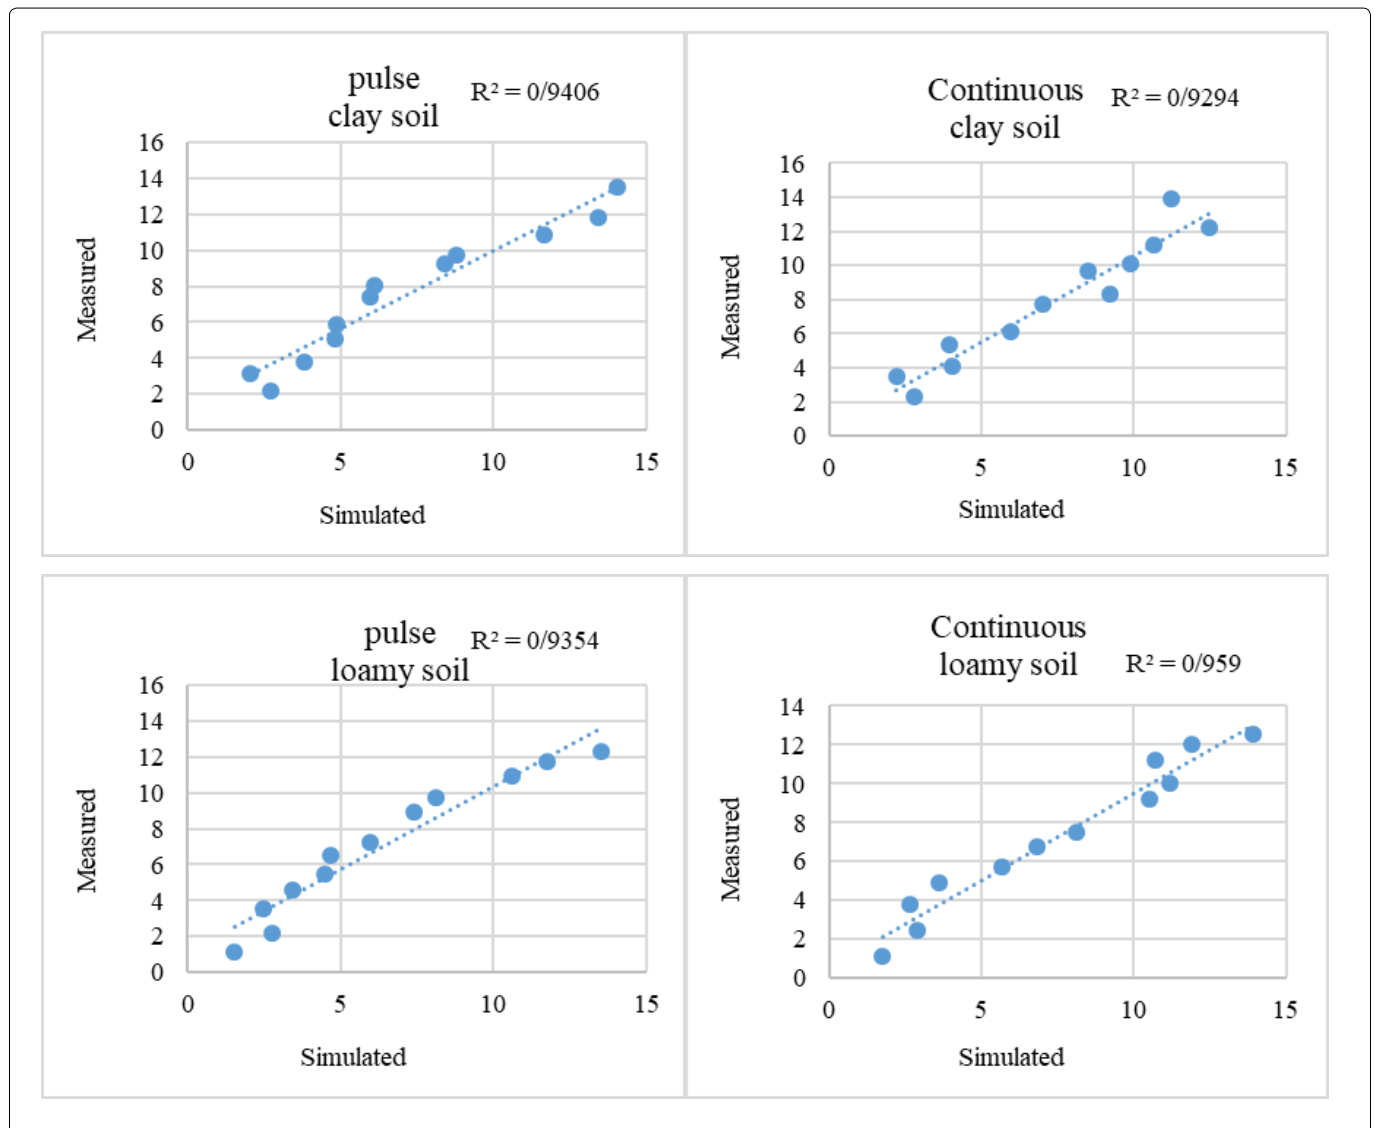 pulse
clay soil
R² = 0/9406
16
14
12
10
8
6
4
2
0
0 5 10 15
Measured
Simulated
Continuous
clay soil
R² = 0/9294
16
14
12
10
8
6
4
2
0
0 5 10 15
Measured
Simulated
pulse
loamy soil
R² = 0/9354
16
14
12
10
8
6
4
2
0
0 5 10 15
Measured
Simulated
Continuous
loamy soil
R² = 0/959
14
12
10
8
6
4
2
0
0 5 10 15
Measured
Simulated